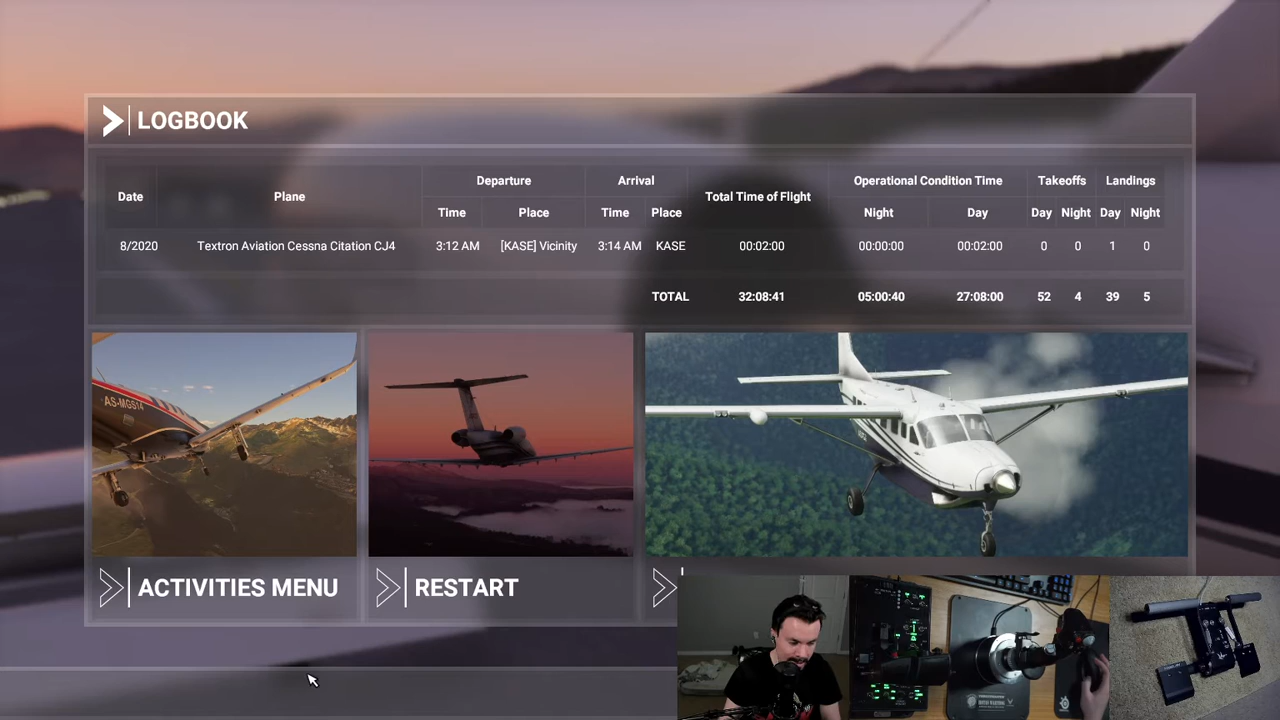 LOGBOOK
Date Plane Departure Arrival Total Time of Flight Operational Condition Time Takeoffs Landings
Time Place Time Place Night Day Day Night Day Night
8/2020 Textron Aviation Cessna Citation CJ4 3:12 AM [KASE] Vicinity 3:14 AM KASE 00:02:00 00:00:00 00:02:00 0 0 1 0
TOTAL 32:08:41 05:00:40 27:08:00 52 4 39 5
AS-MGS14
ACTIVITIES MENU RESTART